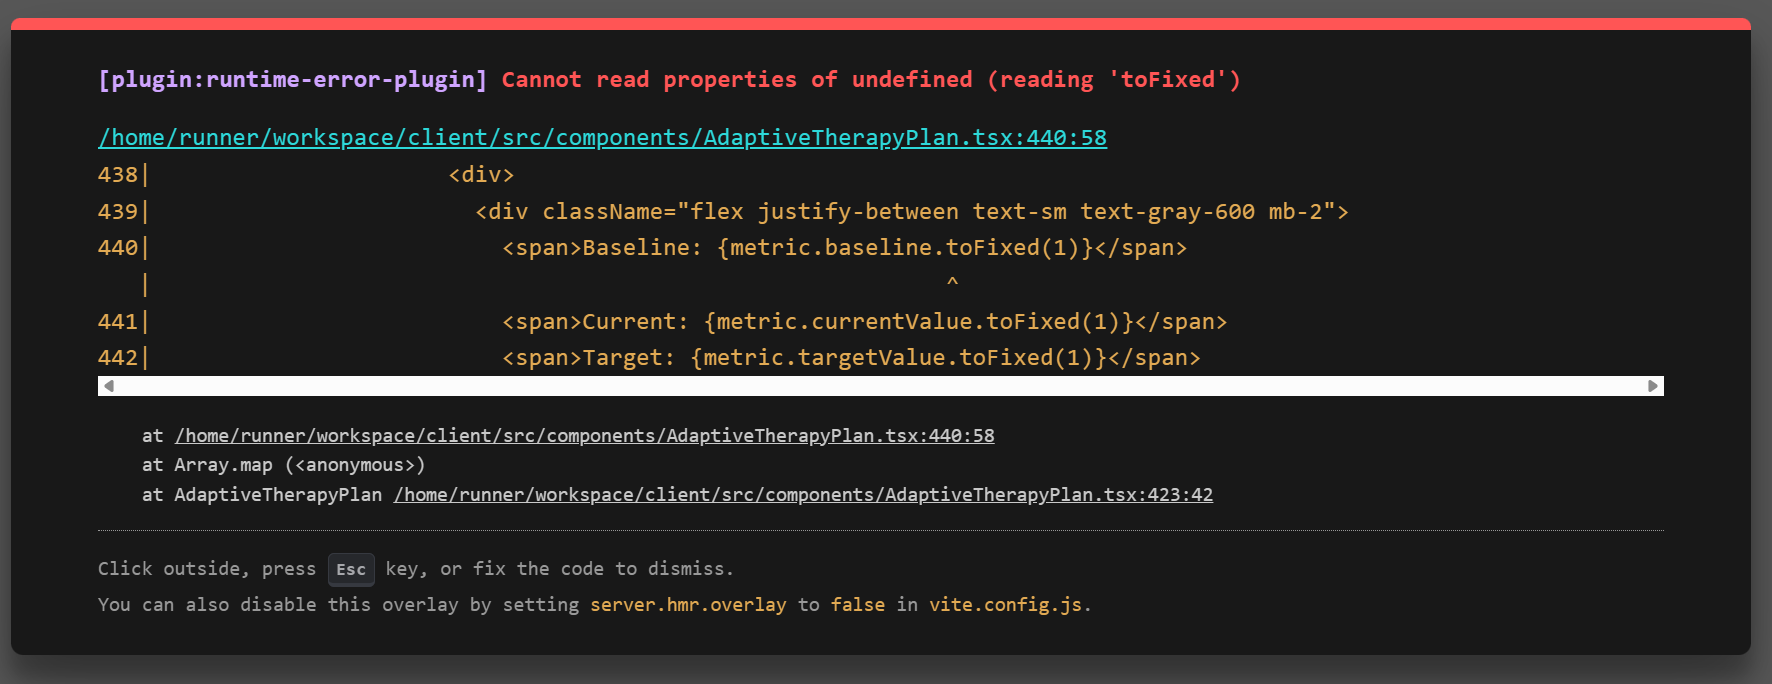 [plugin:runtime-error-plugin] Cannot read properties of undefined (reading 'toFixed')
/home/runner/workspace/client/src/components/AdaptiveTherapyPlan.tsx:440:58
438|                      <div>
439|                        <div className="flex justify-between text-sm text-gray-600 mb-2">
440|                          <span>Baseline: {metric.baseline.toFixed(1)}</span>
   |                                                           ^
441|                          <span>Current: {metric.currentValue.toFixed(1)}</span>
442|                          <span>Target: {metric.targetValue.toFixed(1)}</span>
at /home/runner/workspace/client/src/components/AdaptiveTherapyPlan.tsx:440:58
at Array.map (<anonymous>)
at AdaptiveTherapyPlan /home/runner/workspace/client/src/components/AdaptiveTherapyPlan.tsx:423:42
Click outside, press Esc key, or fix the code to dismiss.
You can also disable this overlay by setting server.hmr.overlay to false in vite.config.js.